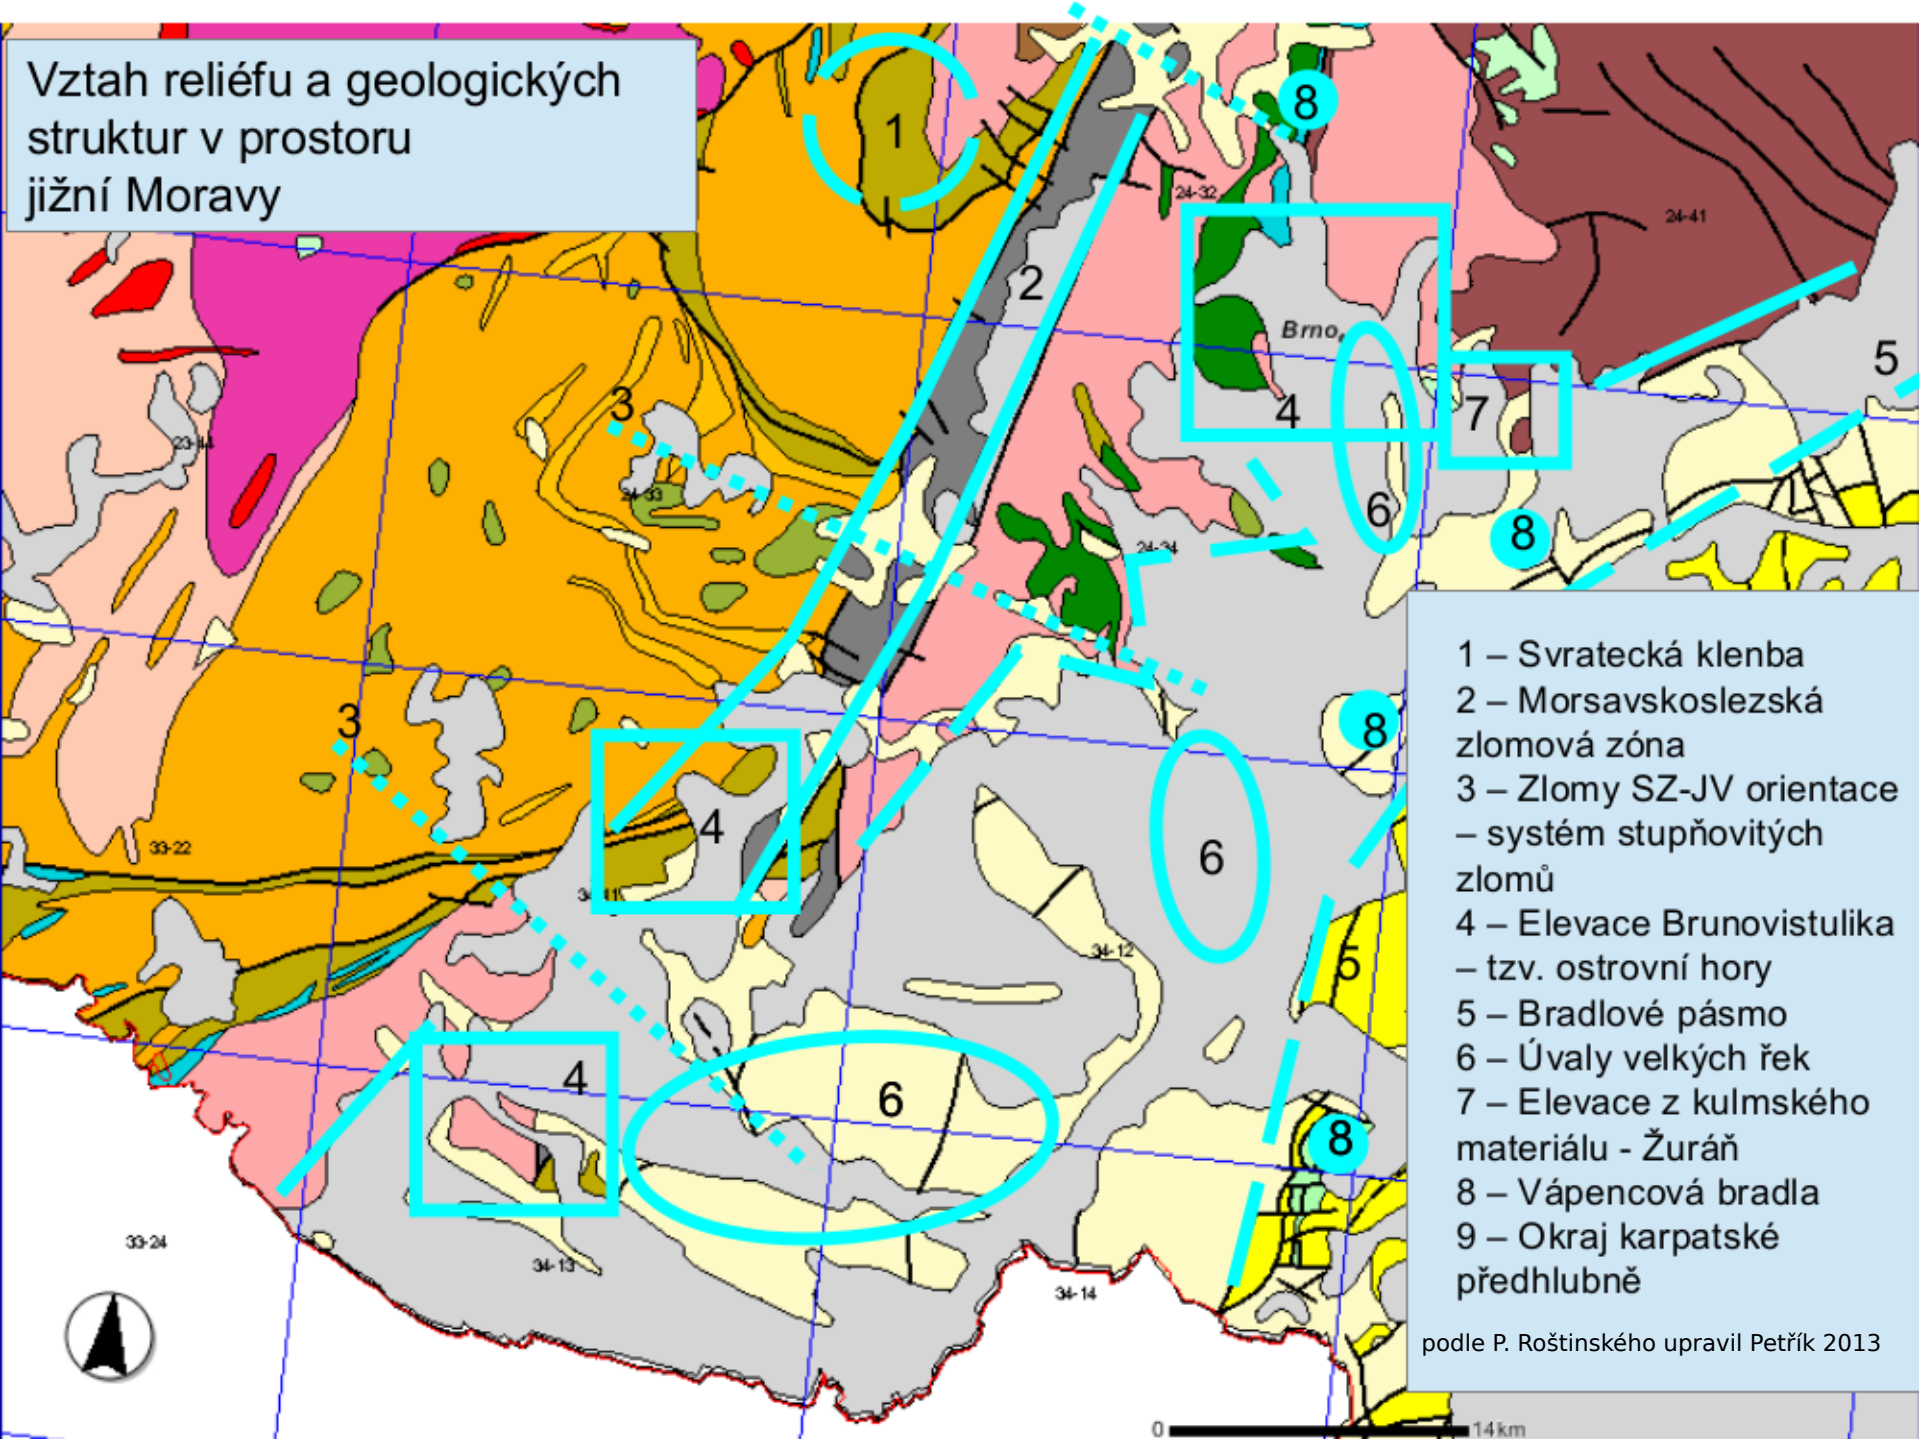 Vztah reliéfu a geologických
struktur v prostoru
jižní Moravy
1
8
24-32
24-41
2
Brno
5
3
4
7
23-44
24-33
6
8
24-34
3
8
4
6
33-22
34-12
5
4
6
8
33-24
34-13
34-14
1 – Svratecká klenba
2 – Morsavskoslezská
zlomová zóna
3 – Zlomy SZ-JV orientace
– systém stupňovitých
zlomů
4 – Elevace Brunovistulika
– tzv. ostrovní hory
5 – Bradlové pásmo
6 – Úvaly velkých řek
7 – Elevace z kulmského
materiálu - Žuráň
8 – Vápencová bradla
9 – Okraj karpatské
předhlubně
podle P. Roštinského upravil Petřík 2013
0 14km